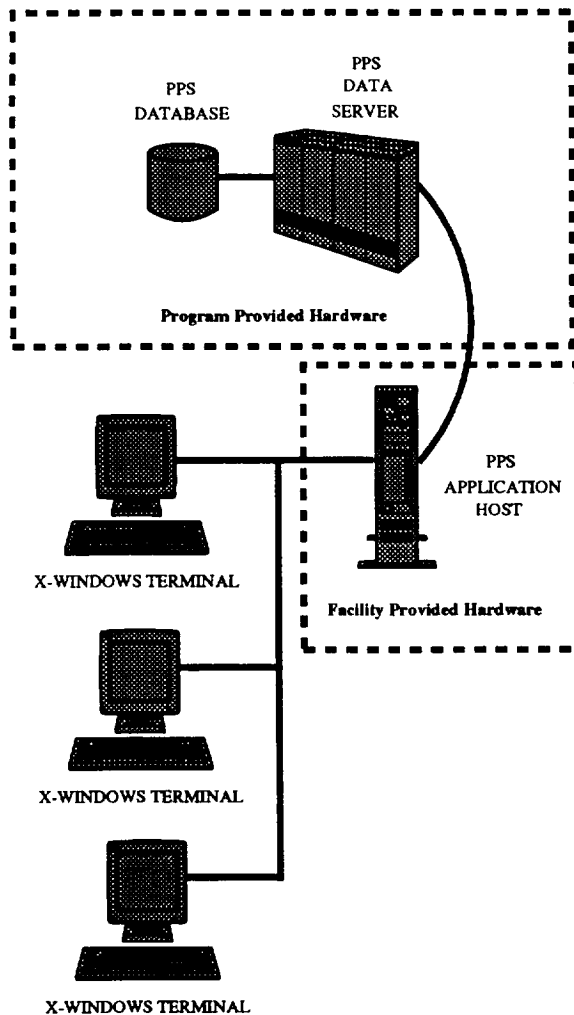 PPS
DATABASE
PPS
DATA
SERVER
Program Provided Hardware
PPS
APPLICATION
HOST
Facility Provided Hardware
X-WINDOWS TERMINAL
X-WINDOWS TERMINAL
X-WINDOWS TERMINAL